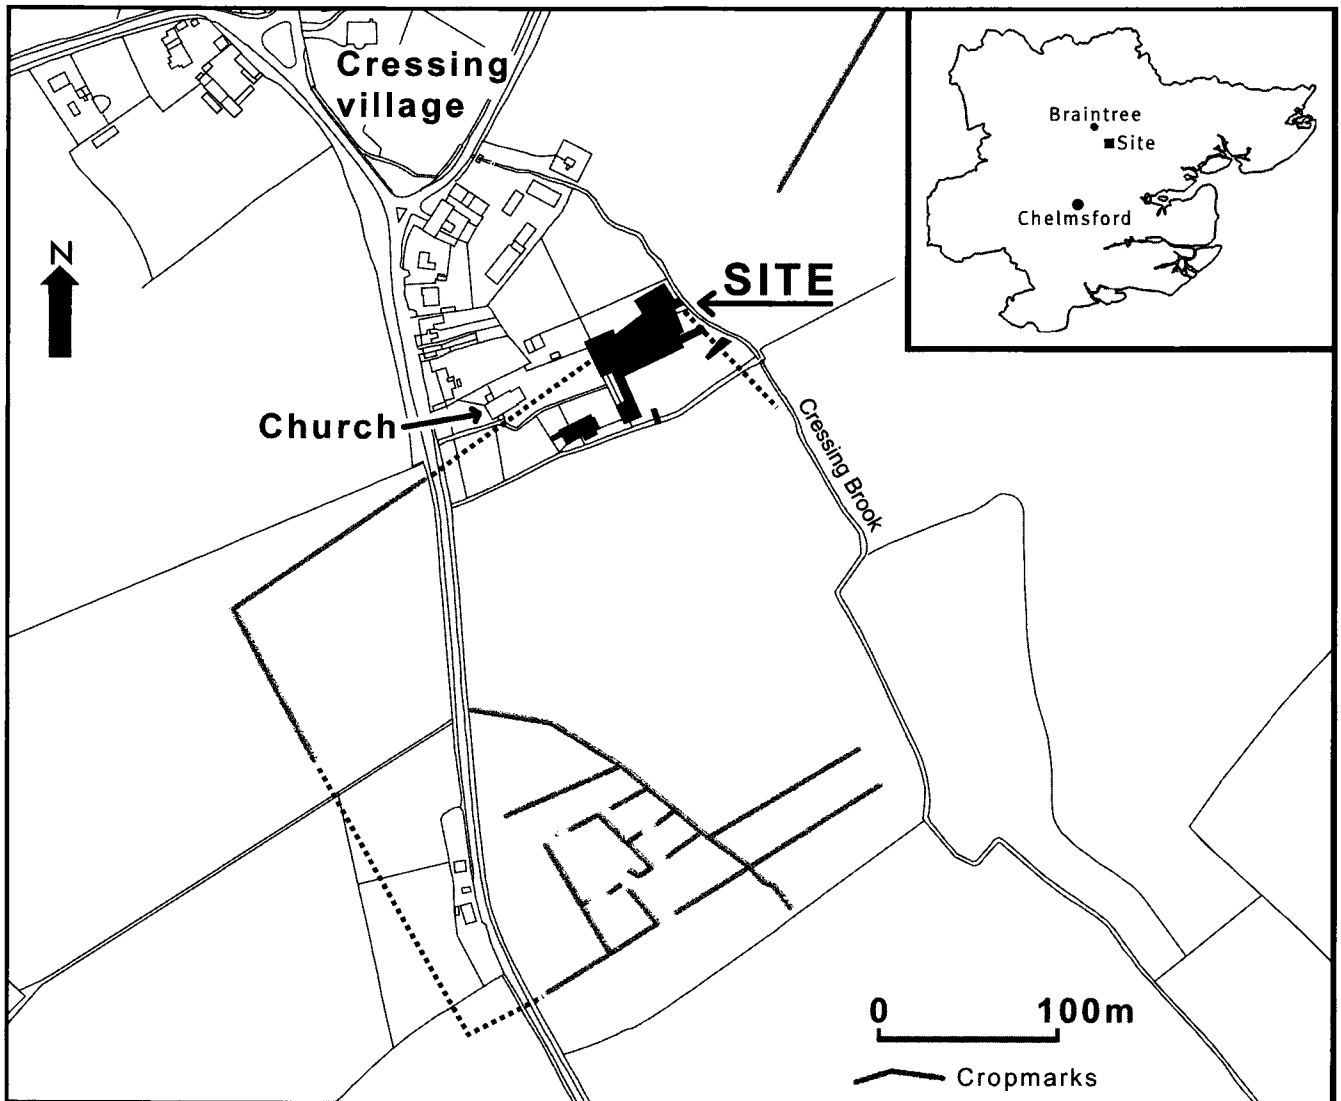 Cressing
village
Braintree
Site
Chelmsford
N
SITE
Church
Cressing Brook
0 100m
Cropmarks